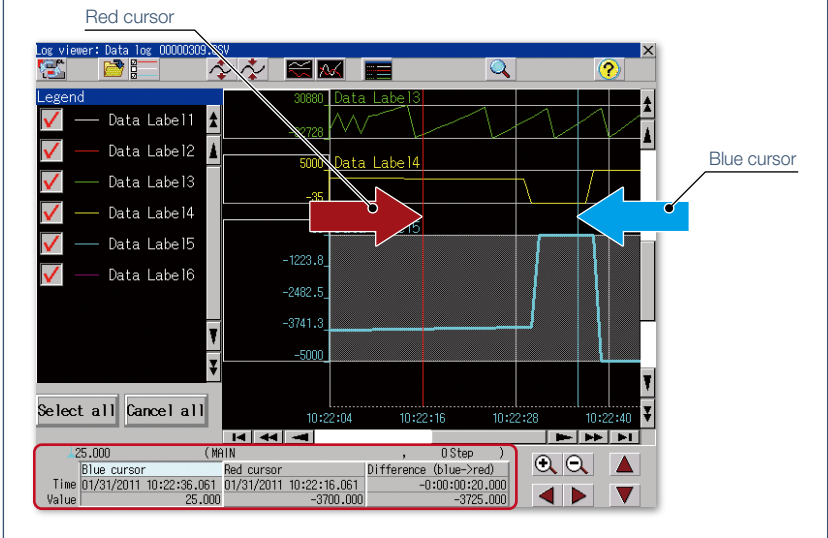 Red cursor
Log viewer: Data log 00000309.CSV
Legend
Data Label1
Data Label2
Data Label3
Data Label4
Data Label5
Data Label6
Select all
Cancel all
30880 Data Label3
-32728
5000 Data Label4
-35
-1223.8
-2482.5
-3741.3
-5000
10:22:04 10:22:16 10:22:28 10:22:40
Blue cursor
25.000 (MAIN , 0 Step )
Blue cursor Red cursor Difference (blue->red)
Time 01/31/2011 10:22:36.061 01/31/2011 10:22:16.061 -0:00:00:20.000
Value 25.000 -3700.000 -3725.000